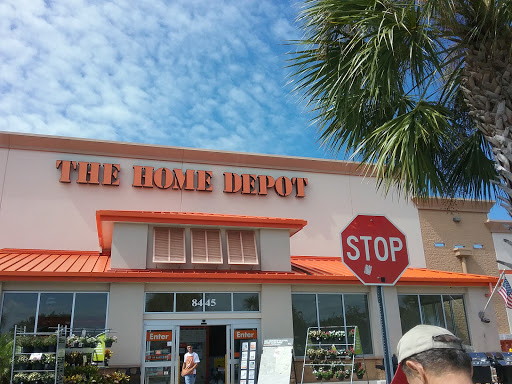 THE HOME DEPOT
STOP
8445
Enter
Enter